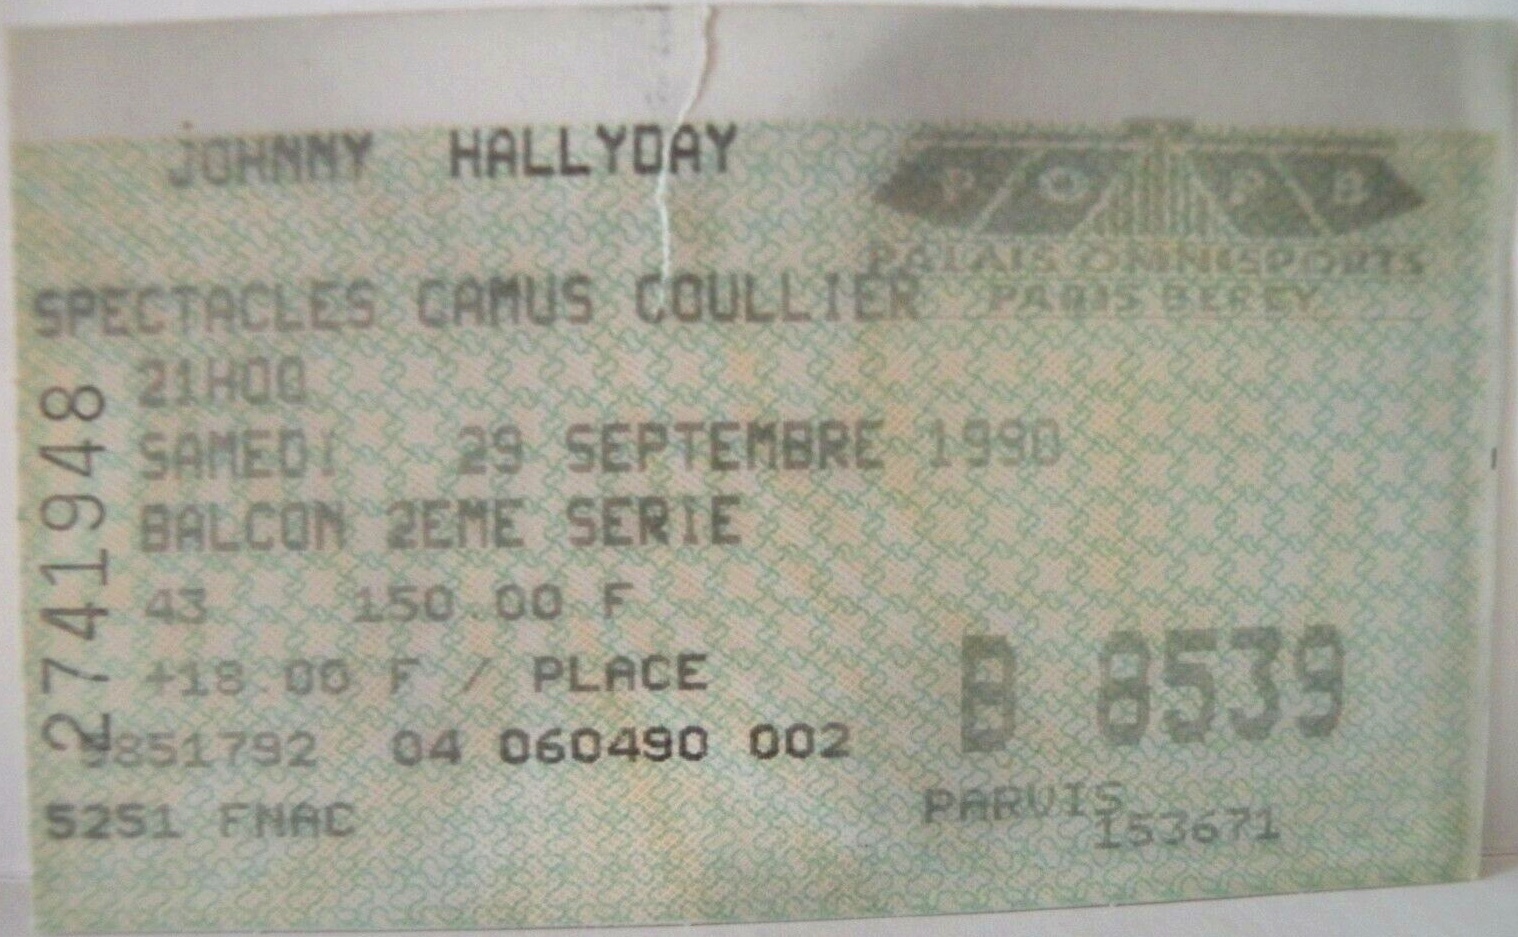 JOHNNY HALLYDAY
P O P B
PALAIS OMNISPORTS
PARIS BERCY
SPECTACLES CAMUS COULLIER
21H00
SAMEDI 29 SEPTEMBRE 1990
BALCON 2EME SERIE
43 150.00 F
+18.00 F / PLACE
9851792 04 060490 002
5251 FNAC
B 8539
PARVIS
153671
2741948